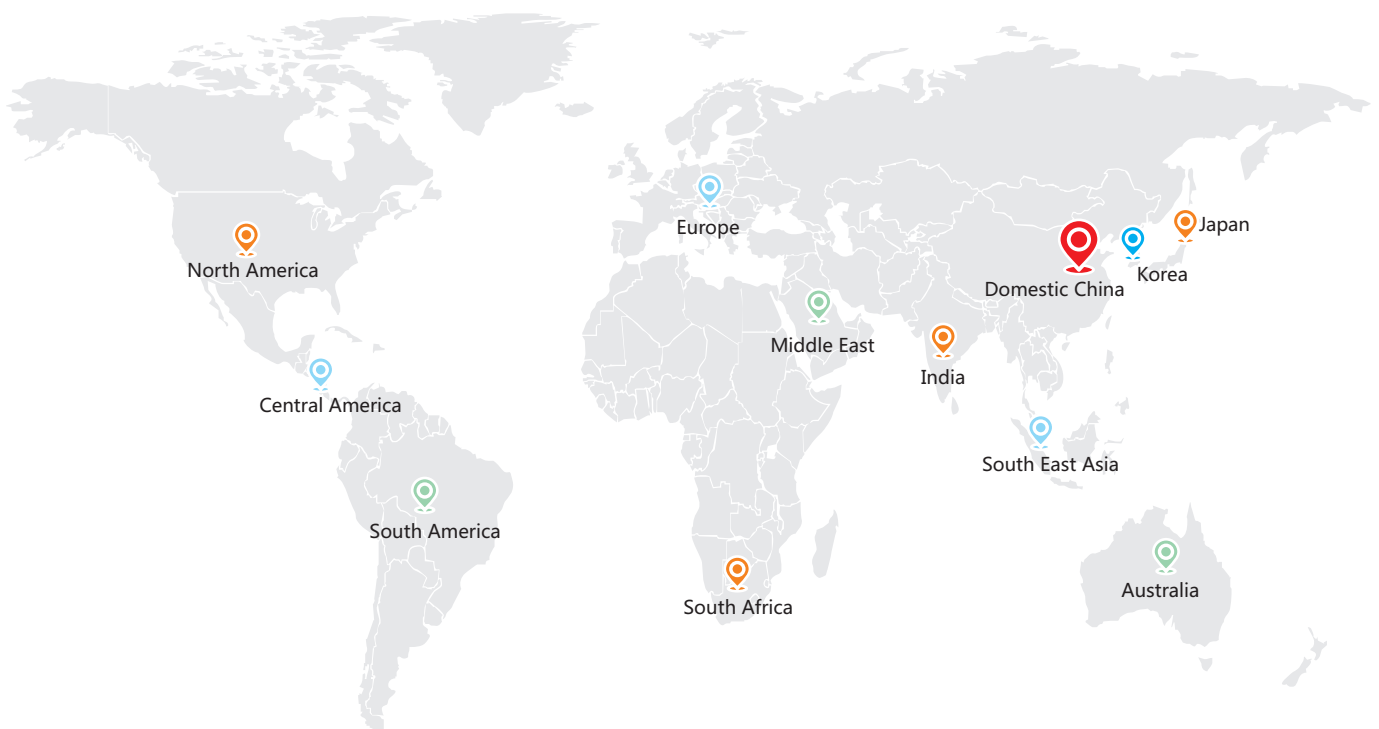 Japan
Europe
North America
Korea
Domestic China
Middle East
India
Central America
South East Asia
South America
Australia
South Africa